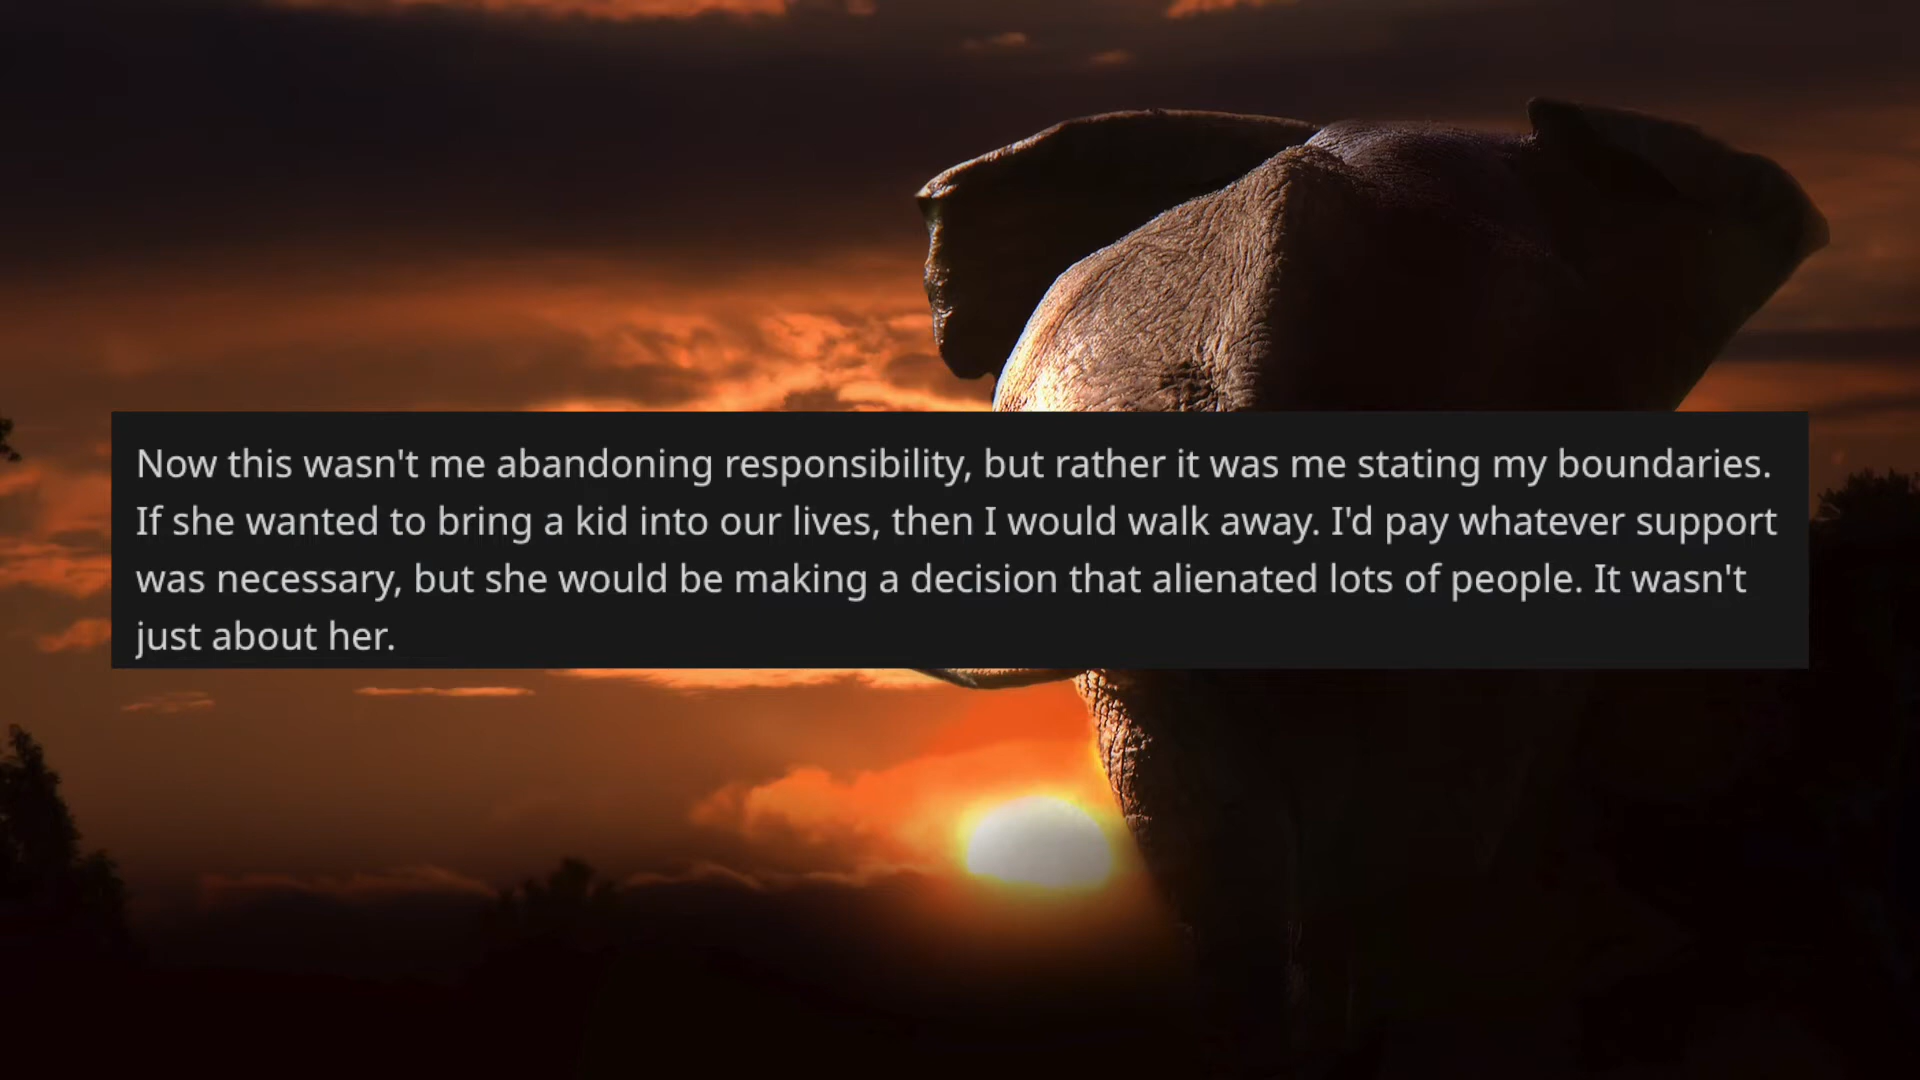 Now this wasn't me abandoning responsibility, but rather it was me stating my boundaries.
If she wanted to bring a kid into our lives, then I would walk away. I'd pay whatever support
was necessary, but she would be making a decision that alienated lots of people. It wasn't
just about her.